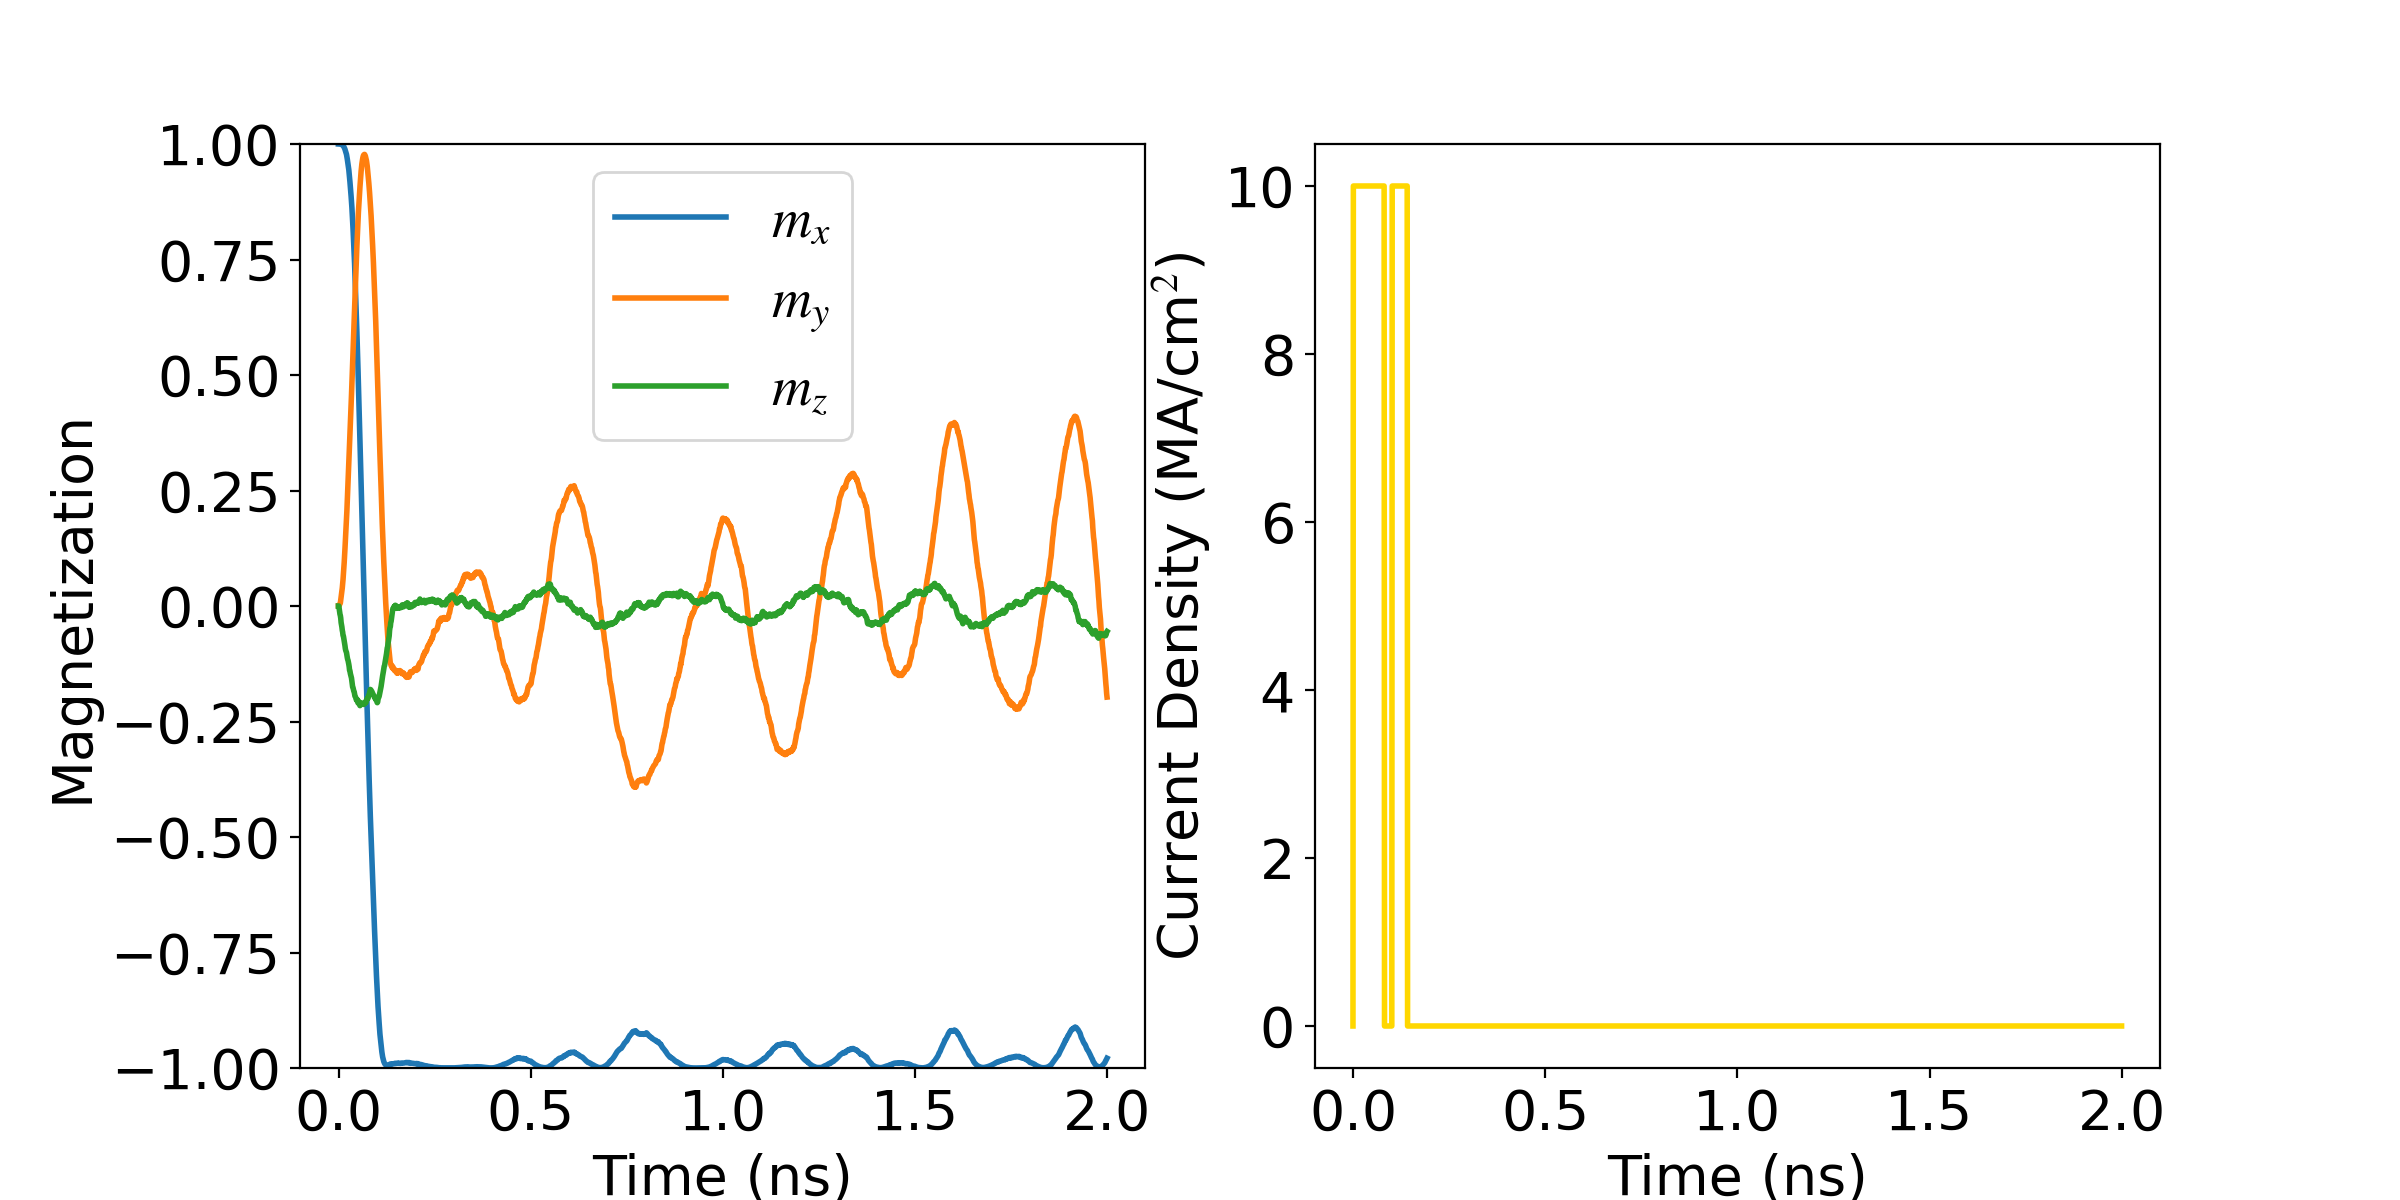 1.00
0.75
0.50
0.25
0.00
−0.25
−0.50
−0.75
−1.00
Magnetization
m_x
m_y
m_z
0.0 0.5 1.0 1.5 2.0
Time (ns)
10
8
6
4
2
0
Current Density (MA/cm²)
0.0 0.5 1.0 1.5 2.0
Time (ns)